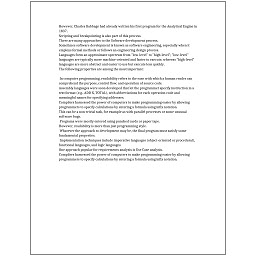 However, Charles Babbage had already written his first program for the Analytical Engine in
1837.
Scripting and breakpointing is also part of this process.
There are many approaches to the Software development process.
Sometimes software development is known as software engineering, especially when it
employs formal methods or follows an engineering design process.
Languages form an approximate spectrum from "low-level" to "high-level"; "low-level"
languages are typically more machine-oriented and faster to execute, whereas "high-level"
languages are more abstract and easier to use but execute less quickly.
The following properties are among the most important:
In computer programming, readability refers to the ease with which a human reader can
comprehend the purpose, control flow, and operation of source code.
Assembly languages were soon developed that let the programmer specify instruction in a
text format (e.g., ADD X, TOTAL), with abbreviations for each operation code and
meaningful names for specifying addresses.
Compilers harnessed the power of computers to make programming easier by allowing
programmers to specify calculations by entering a formula using infix notation.
This can be a non-trivial task, for example as with parallel processes or some unusual
software bugs.
Programs were mostly entered using punched cards or paper tape.
However, readability is more than just programming style.
Whatever the approach to development may be, the final program must satisfy some
fundamental properties.
Implementation techniques include imperative languages (object-oriented or procedural),
functional languages, and logic languages.
One approach popular for requirements analysis is Use Case analysis.
Compilers harnessed the power of computers to make programming easier by allowing
programmers to specify calculations by entering a formula using infix notation.